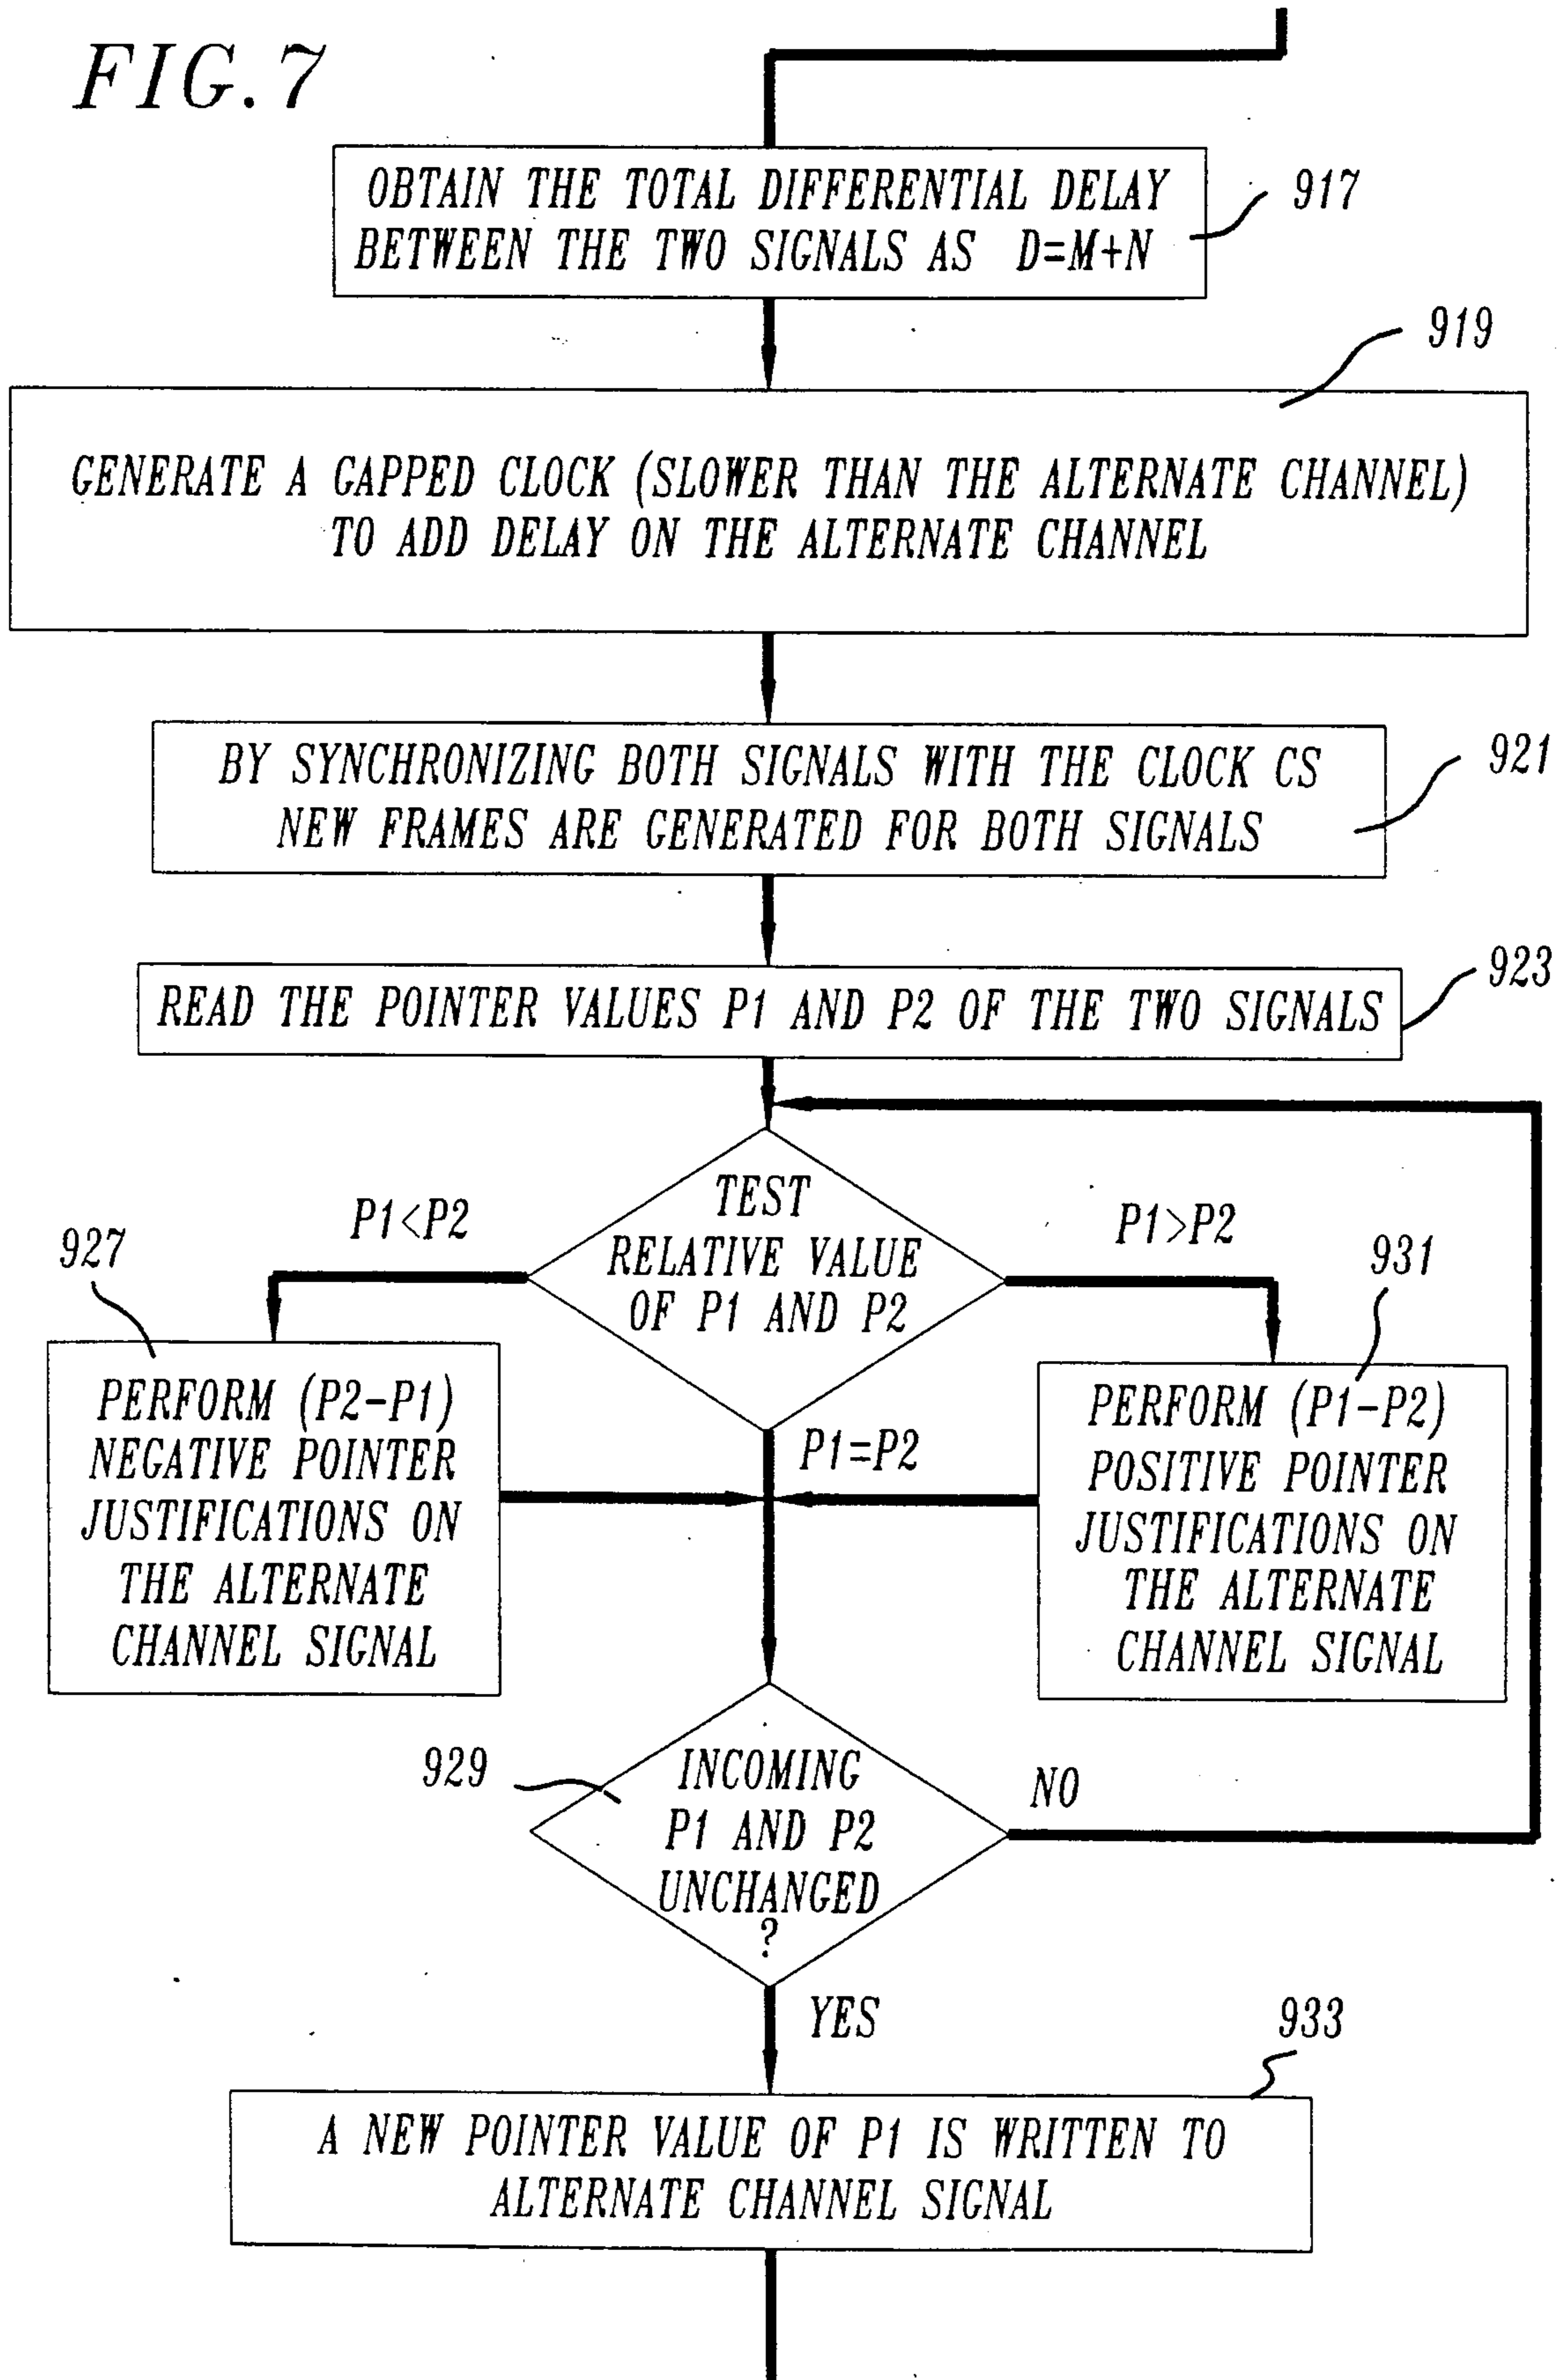 FIG. 7
OBTAIN THE TOTAL DIFFERENTIAL DELAY
BETWEEN THE TWO SIGNALS AS D=M+N
917
919
GENERATE A GAPPED CLOCK (SLOWER THAN THE ALTERNATE CHANNEL)
TO ADD DELAY ON THE ALTERNATE CHANNEL
BY SYNCHRONIZING BOTH SIGNALS WITH THE CLOCK CS
NEW FRAMES ARE GENERATED FOR BOTH SIGNALS
921
READ THE POINTER VALUES P1 AND P2 OF THE TWO SIGNALS
923
TEST
RELATIVE VALUE
OF P1 AND P2
P1<P2
P1>P2
927
931
PERFORM (P2-P1)
NEGATIVE POINTER
JUSTIFICATIONS ON
THE ALTERNATE
CHANNEL SIGNAL
P1=P2
PERFORM (P1-P2)
POSITIVE POINTER
JUSTIFICATIONS ON
THE ALTERNATE
CHANNEL SIGNAL
929
INCOMING
P1 AND P2
UNCHANGED
?
NO
YES
933
A NEW POINTER VALUE OF P1 IS WRITTEN TO
ALTERNATE CHANNEL SIGNAL